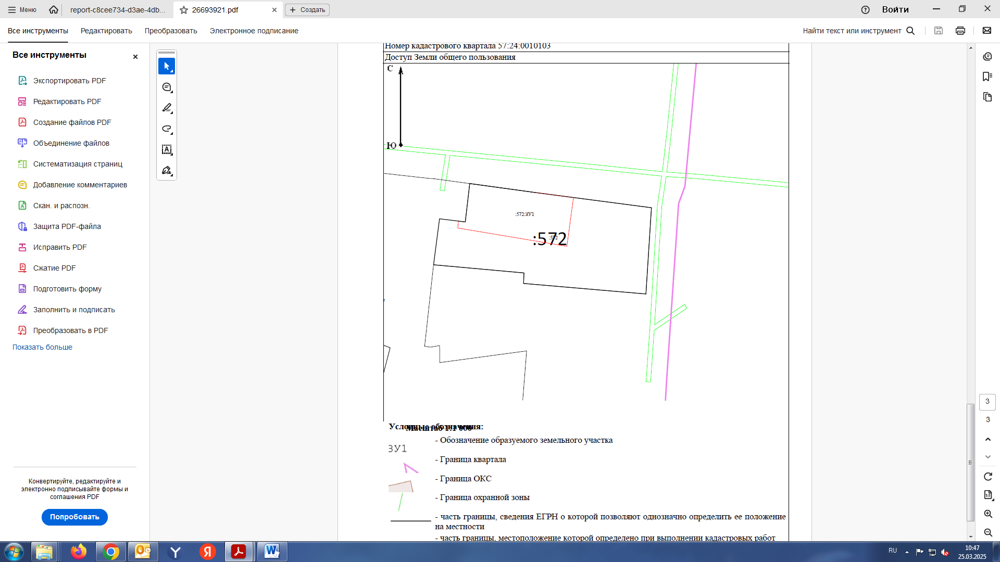 Меню
report-c8cee734-d3ae-4db...
26693921.pdf
Создать
Войти
Все инструменты
Редактировать
Преобразовать
Электронное подписание
Найти текст или инструмент
Все инструменты
Экспортировать PDF
Редактировать PDF
Создание файлов PDF
Объединение файлов
Систематизация страниц
Добавление комментариев
Скан. и распозн.
Защита PDF-файла
Исправить PDF
Сжатие PDF
Подготовить форму
Заполнить и подписать
Преобразовать в PDF
Показать больше
Конвертируйте, редактируйте и
электронно подписывайте формы и
соглашения PDF
Попробовать
Номер кадастрового квартала 57:24:0010103
Доступ Земли общего пользования
С
Ю
:572:ЗУ1
:572
:572
Условные обозначения:
Масштаб 1:1 000
ЗУ1
- Обозначение образуемого земельного участка
- Граница квартала
- Граница ОКС
- Граница охранной зоны
- часть границы, сведения ЕГРН о которой позволяют однозначно определить ее положение
на местности
- часть границы, местоположение которой определено при выполнении кадастровых работ
3
3
RU
10:47
25.03.2025